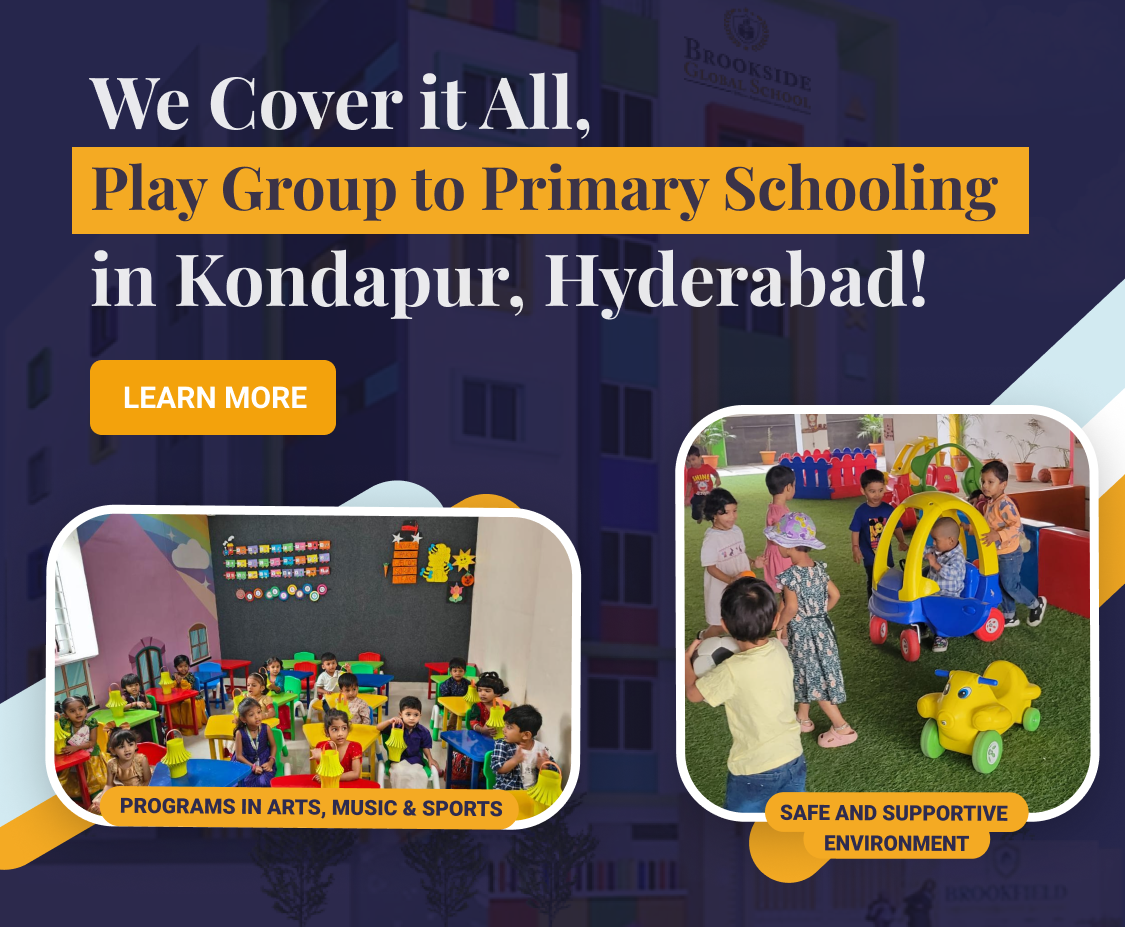 BROOKSIDE
GLOBAL SCHOOL
We Cover it All,
Play Group to Primary Schooling
in Kondapur, Hyderabad!
LEARN MORE
PROGRAMS IN ARTS, MUSIC & SPORTS
SAFE AND SUPPORTIVE
ENVIRONMENT
BROOKFIELD